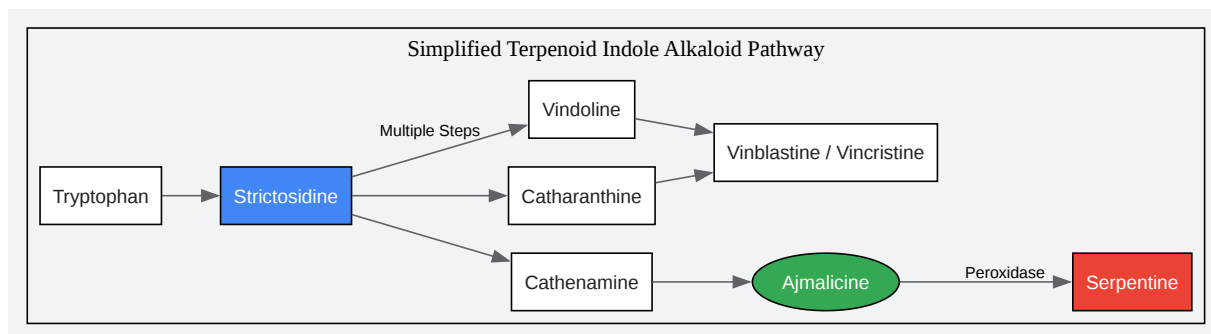 Simplified Terpenoid Indole Alkaloid Pathway
Vindoline
Multiple Steps
Vinblastine / Vincristine
Tryptophan
Strictosidine
Catharanthine
Cathenamine
Ajmalicine
Peroxidase
Serpentine